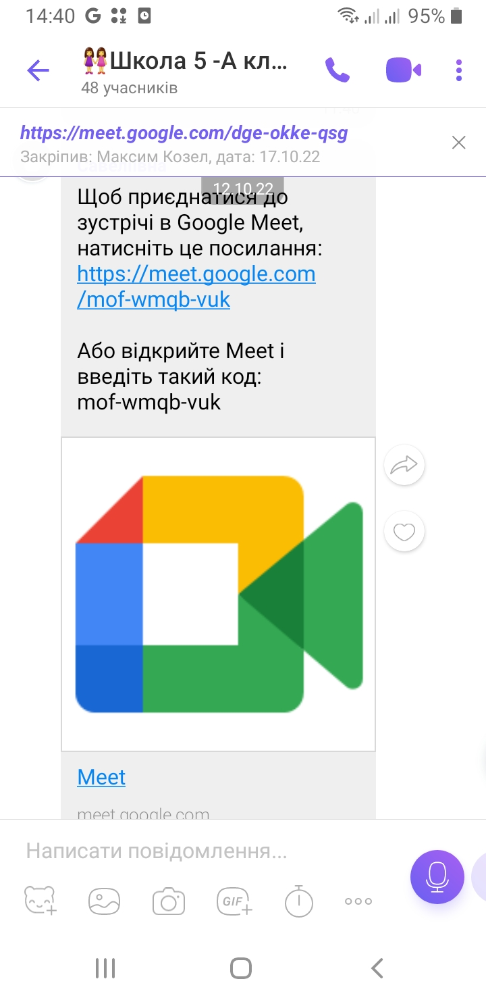 14:40
95%
Школа 5 -А кл...
48 учасників
https://meet.google.com/dge-okke-qsg
Закріпив: Максим Козел, дата: 17.10.22
12.10.22
Щоб приєднатися до
зустрічі в Google Meet,
натисніть це посилання:
https://meet.google.com
/mof-wmqb-vuk
Або відкрийте Meet і
введіть такий код:
mof-wmqb-vuk
Meet
meet.google.com
Написати повідомлення...
GIF